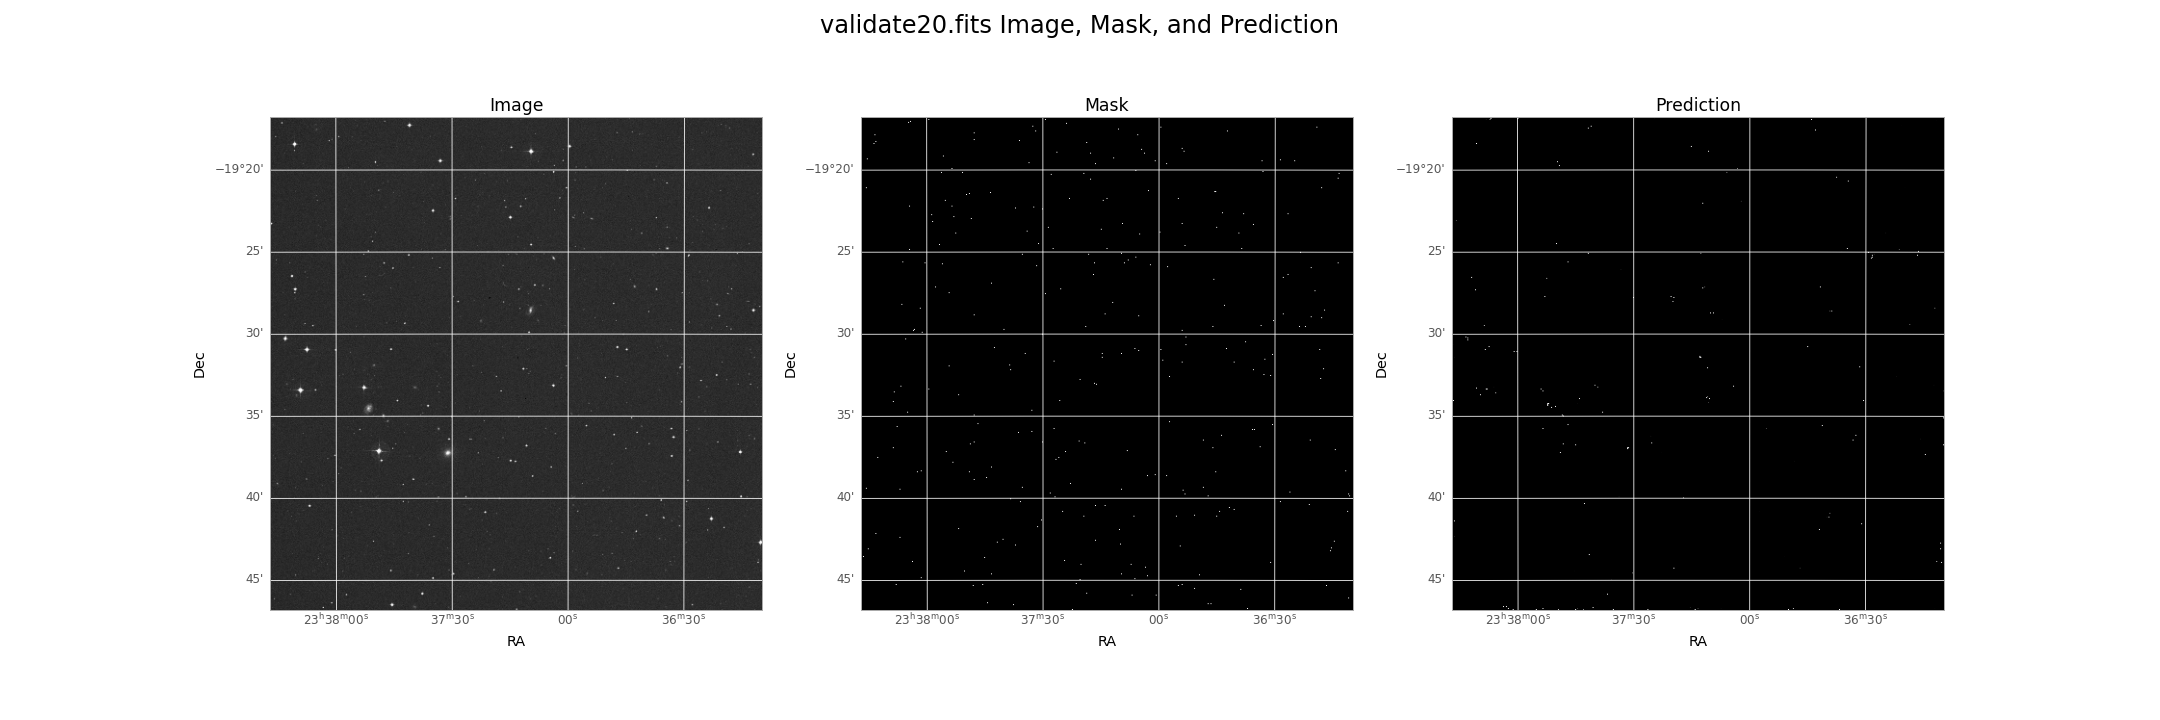 validate20.fits Image, Mask, and Prediction
Image
−19°20'
25'
30'
35'
40'
45'
Dec
23ʰ38ᵐ00ˢ 37ᵐ30ˢ 00ˢ 36ᵐ30ˢ
RA
Mask
−19°20'
25'
30'
35'
40'
45'
Dec
23ʰ38ᵐ00ˢ 37ᵐ30ˢ 00ˢ 36ᵐ30ˢ
RA
Prediction
−19°20'
25'
30'
35'
40'
45'
Dec
23ʰ38ᵐ00ˢ 37ᵐ30ˢ 00ˢ 36ᵐ30ˢ
RA